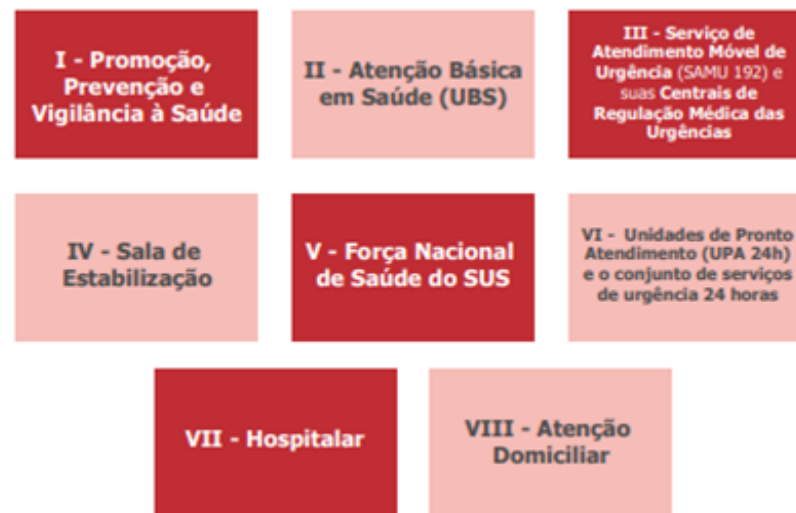 I - Promoção,
Prevenção e
Vigilância à Saúde
II - Atenção Básica
em Saúde (UBS)
III - Serviço de
Atendimento Móvel de
Urgência (SAMU 192) e
suas Centrais de
Regulação Médica das
Urgências
IV - Sala de
Estabilização
V - Força Nacional
de Saúde do SUS
VI - Unidades de Pronto
Atendimento (UPA 24h)
e o conjunto de serviços
de urgência 24 horas
VII - Hospitalar
VIII - Atenção
Domiciliar